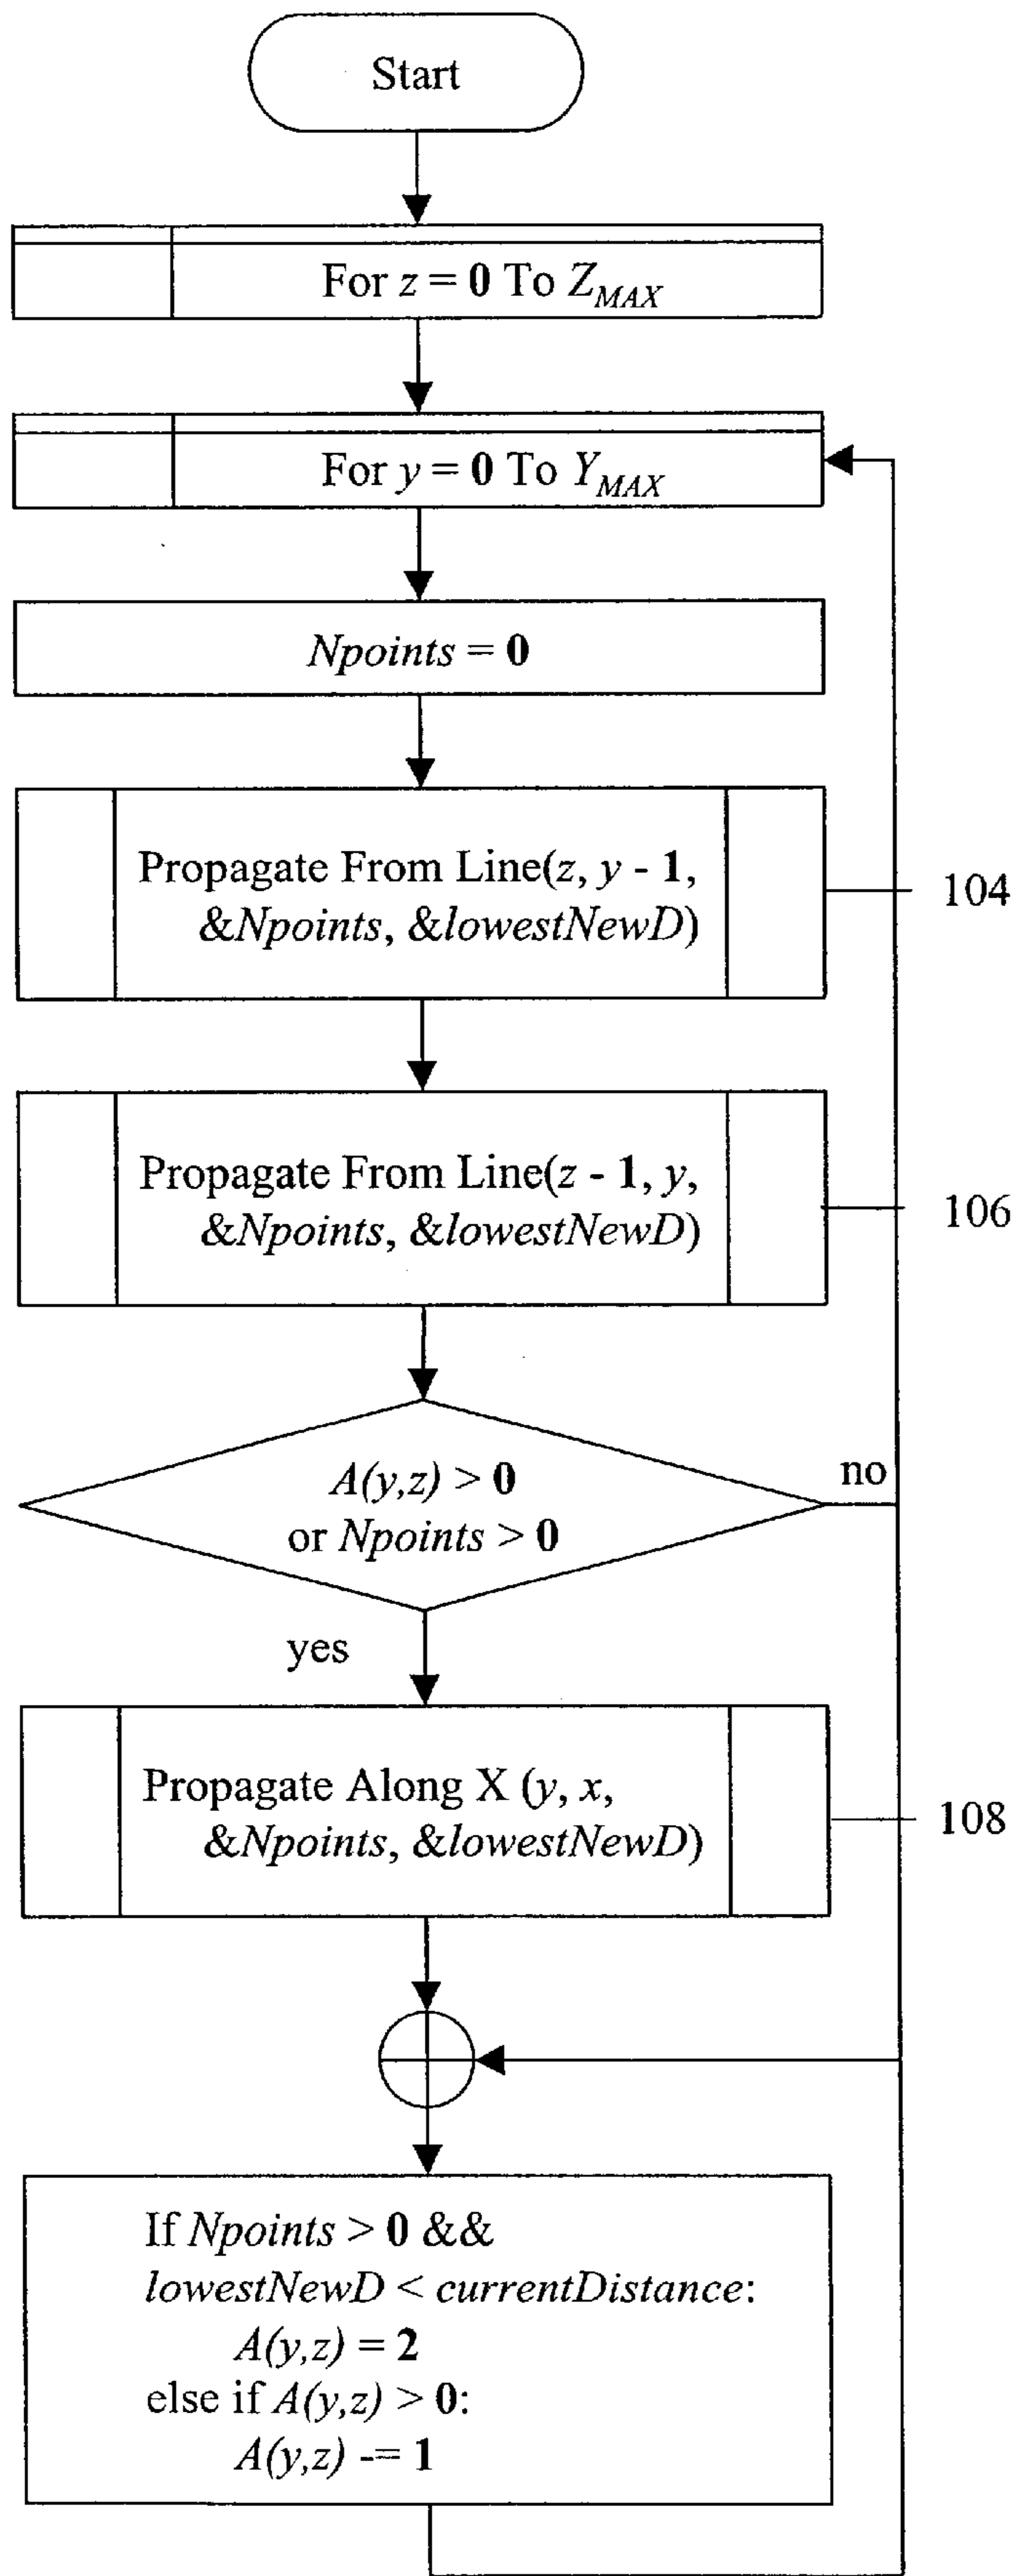 Start
For z = 0 To Z_MAX
For y = 0 To Y_MAX
Npoints = 0
Propagate From Line(z, y - 1,
&Npoints, &lowestNewD)
104
Propagate From Line(z - 1, y,
&Npoints, &lowestNewD)
106
A(y,z) > 0
or Npoints > 0
no
yes
Propagate Along X (y, x,
&Npoints, &lowestNewD)
108
If Npoints > 0 &&
lowestNewD < currentDistance:
A(y,z) = 2
else if A(y,z) > 0:
A(y,z) -= 1